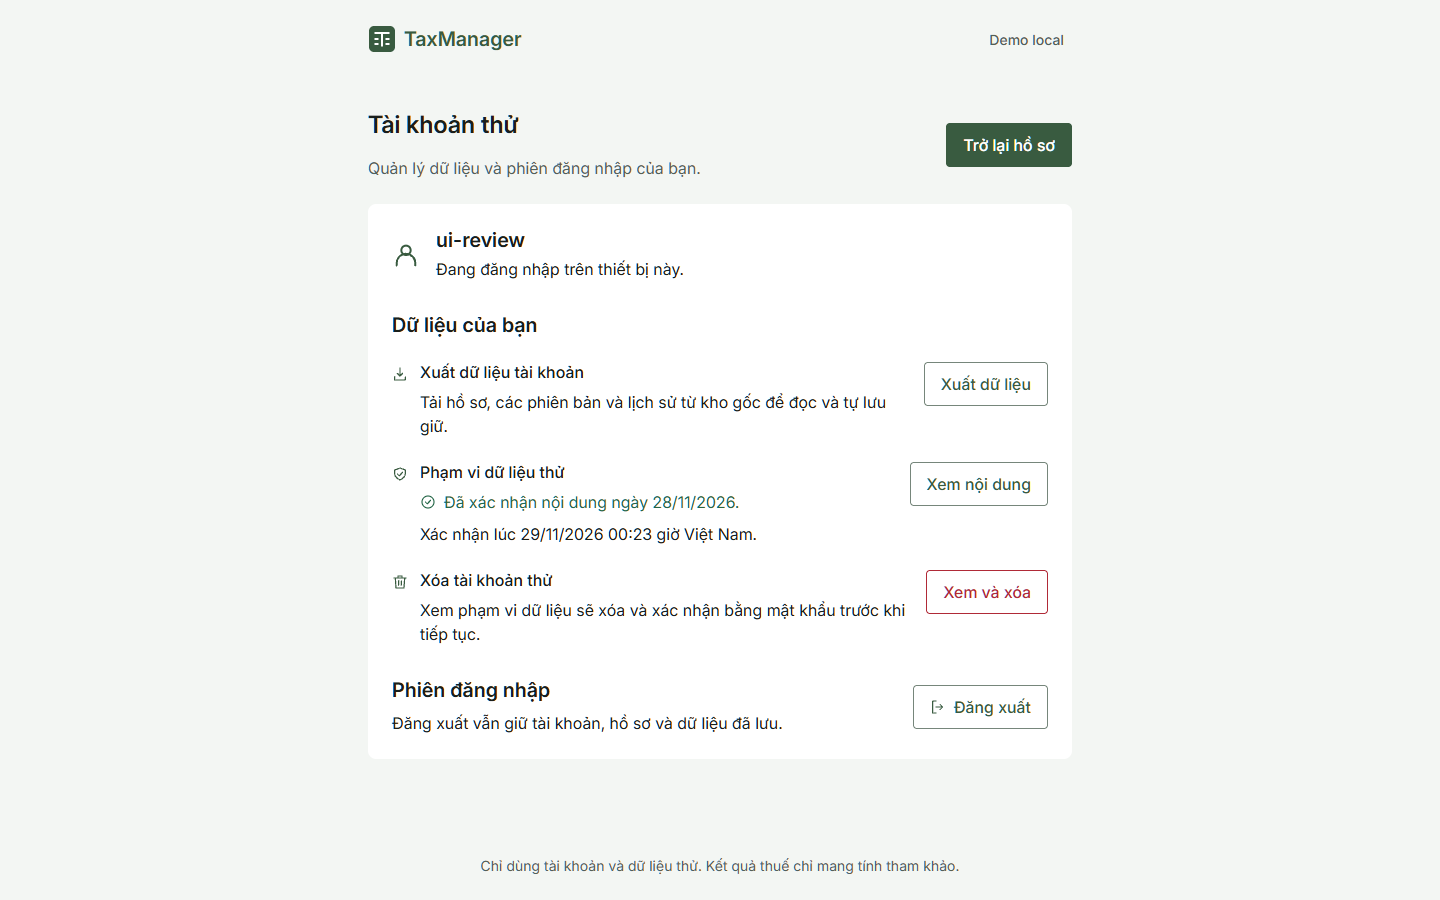 TaxManager
Demo local
Tài khoản thử
Quản lý dữ liệu và phiên đăng nhập của bạn.
Trở lại hồ sơ
ui-review
Đang đăng nhập trên thiết bị này.
Dữ liệu của bạn
Xuất dữ liệu tài khoản
Tải hồ sơ, các phiên bản và lịch sử từ kho gốc để đọc và tự lưu
giữ.
Xuất dữ liệu
Phạm vi dữ liệu thử
Đã xác nhận nội dung ngày 28/11/2026.
Xác nhận lúc 29/11/2026 00:23 giờ Việt Nam.
Xem nội dung
Xóa tài khoản thử
Xem phạm vi dữ liệu sẽ xóa và xác nhận bằng mật khẩu trước khi
tiếp tục.
Xem và xóa
Phiên đăng nhập
Đăng xuất vẫn giữ tài khoản, hồ sơ và dữ liệu đã lưu.
Đăng xuất
Chỉ dùng tài khoản và dữ liệu thử. Kết quả thuế chỉ mang tính tham khảo.